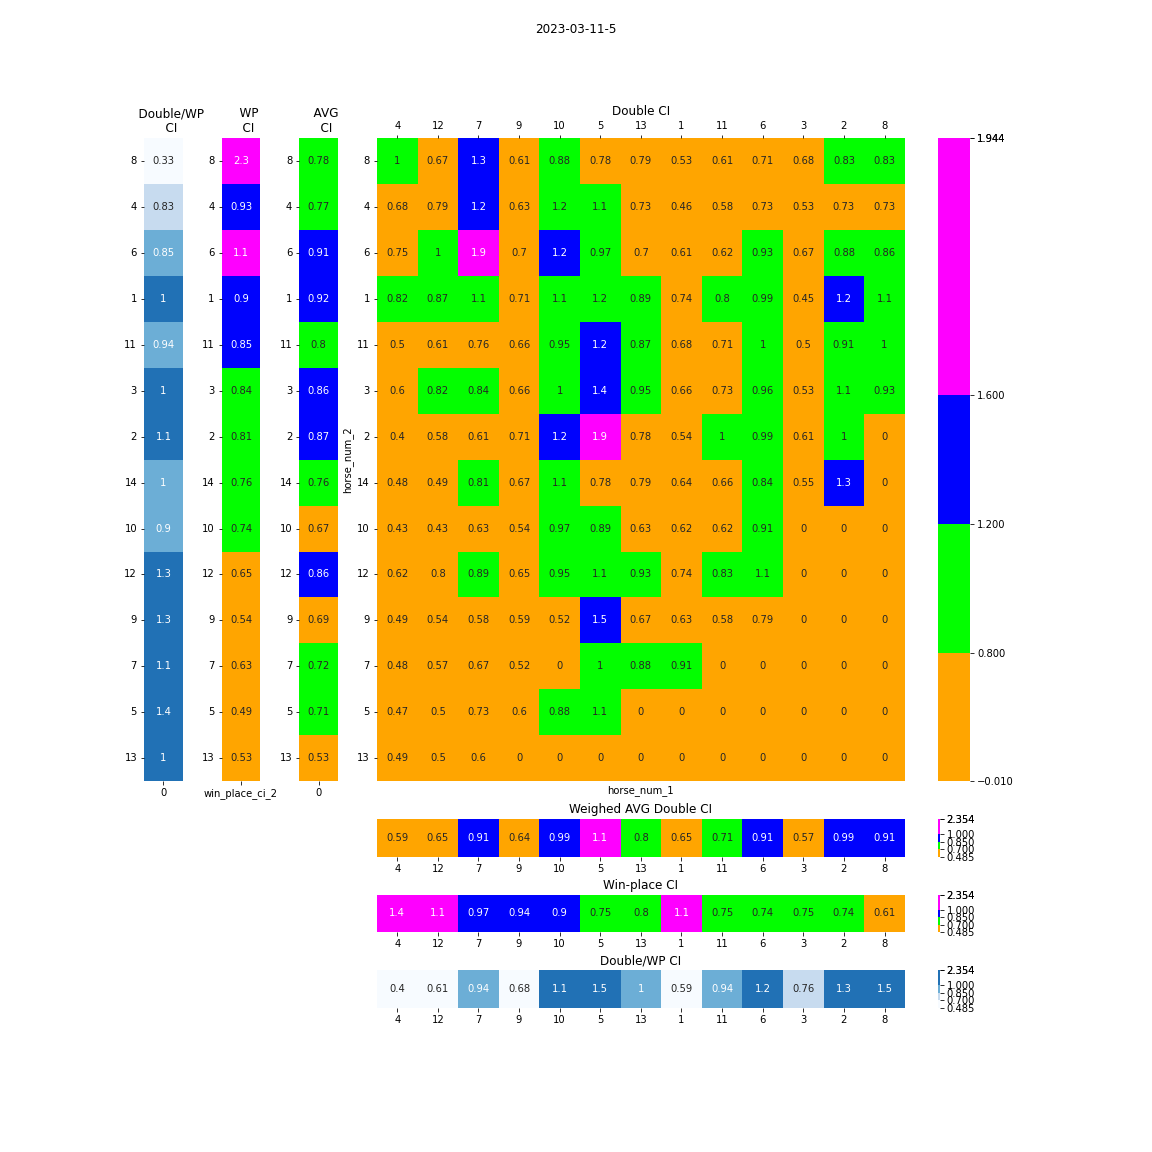 2023-03-11-5
Double/WP CI
WP CI
AVG CI
Double CI
4 12 7 9 10 5 13 1 11 6 3 2 8
8 0.33 8 2.3 8 0.78 8 1 0.67 1.3 0.61 0.88 0.78 0.79 0.53 0.61 0.71 0.68 0.83 0.83
4 0.83 4 0.93 4 0.77 4 0.68 0.79 1.2 0.63 1.2 1.1 0.73 0.46 0.58 0.73 0.53 0.73 0.73
6 0.85 6 1.1 6 0.91 6 0.75 1 1.9 0.7 1.2 0.97 0.7 0.61 0.62 0.93 0.67 0.88 0.86
1 1 1 0.9 1 0.92 1 0.82 0.87 1.1 0.71 1.1 1.2 0.89 0.74 0.8 0.99 0.45 1.2 1.1
11 0.94 11 0.85 11 0.8 11 0.5 0.61 0.76 0.66 0.95 1.2 0.87 0.68 0.71 1 0.5 0.91 1
3 1 3 0.84 3 0.86 3 0.6 0.82 0.84 0.66 1 1.4 0.95 0.66 0.73 0.96 0.53 1.1 0.93
2 1.1 2 0.81 2 0.87 2 0.4 0.58 0.61 0.71 1.2 1.9 0.78 0.54 1 0.99 0.61 1 0
14 1 14 0.76 14 0.76 14 0.48 0.49 0.81 0.67 1.1 0.78 0.79 0.64 0.66 0.84 0.55 1.3 0
10 0.9 10 0.74 10 0.67 10 0.43 0.43 0.63 0.54 0.97 0.89 0.63 0.62 0.62 0.91 0 0 0
12 1.3 12 0.65 12 0.86 12 0.62 0.8 0.89 0.65 0.95 1.1 0.93 0.74 0.83 1.1 0 0 0
9 1.3 9 0.54 9 0.69 9 0.49 0.54 0.58 0.59 0.52 1.5 0.67 0.63 0.58 0.79 0 0 0
7 1.1 7 0.63 7 0.72 7 0.48 0.57 0.67 0.52 0 1 0.88 0.91 0 0 0 0 0
5 1.4 5 0.49 5 0.71 5 0.47 0.5 0.73 0.6 0.88 1.1 0 0 0 0 0 0 0
13 1 13 0.53 13 0.53 13 0.49 0.5 0.6 0 0 0 0 0 0 0 0 0 0
horse_num_2
0 win_place_ci_2 0 horse_num_1
1.944
1.600
1.200
0.800
−0.010
Weighed AVG Double CI
0.59 0.65 0.91 0.64 0.99 1.1 0.8 0.65 0.71 0.91 0.57 0.99 0.91
4 12 7 9 10 5 13 1 11 6 3 2 8
2.354
1.000
0.850
0.700
0.485
Win-place CI
1.4 1.1 0.97 0.94 0.9 0.75 0.8 1.1 0.75 0.74 0.75 0.74 0.61
4 12 7 9 10 5 13 1 11 6 3 2 8
2.354
1.000
0.850
0.700
0.485
Double/WP CI
0.4 0.61 0.94 0.68 1.1 1.5 1 0.59 0.94 1.2 0.76 1.3 1.5
4 12 7 9 10 5 13 1 11 6 3 2 8
2.354
1.000
0.850
0.700
0.485